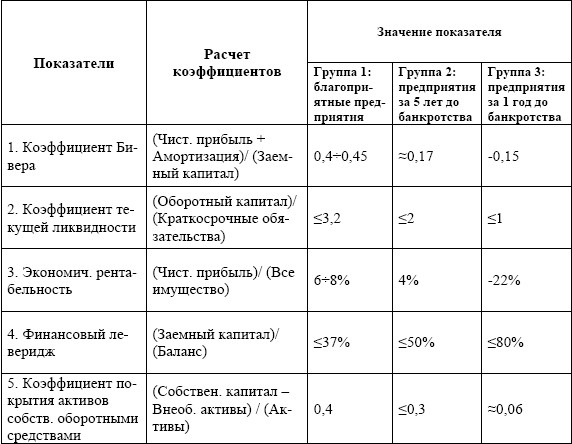 Показатели
Расчет
коэффициентов
Значение показателя
Группа 1:
благопри-
ятные пред-
приятия
Группа 2:
предприятия
за 5 лет до
банкротства
Группа 3:
предприятия
за 1 год до
банкротства
1. Коэффициент Би-
вера
(Чист. прибыль +
Амортизация)/ (Заем-
ный капитал)
0,4÷0,45
≈0,17
-0,15
2. Коэффициент те-
кущей ликвидности
(Оборотный капитал)/
(Краткосрочные обя-
зательства)
≤3,2
≤2
≤1
3. Экономич. рента-
бельность
(Чист. прибыль)/ (Все
имущество)
6÷8%
4%
-22%
4. Финансовый ле-
веридж
(Заемный капитал)/
(Баланс)
≤37%
≤50%
≤80%
5. Коэффициент по-
крытия активов
собств. оборотными
средствами
(Собствен. капитал –
Внеоб. активы) / (Ак-
тивы)
0,4
≤0,3
≈0,06